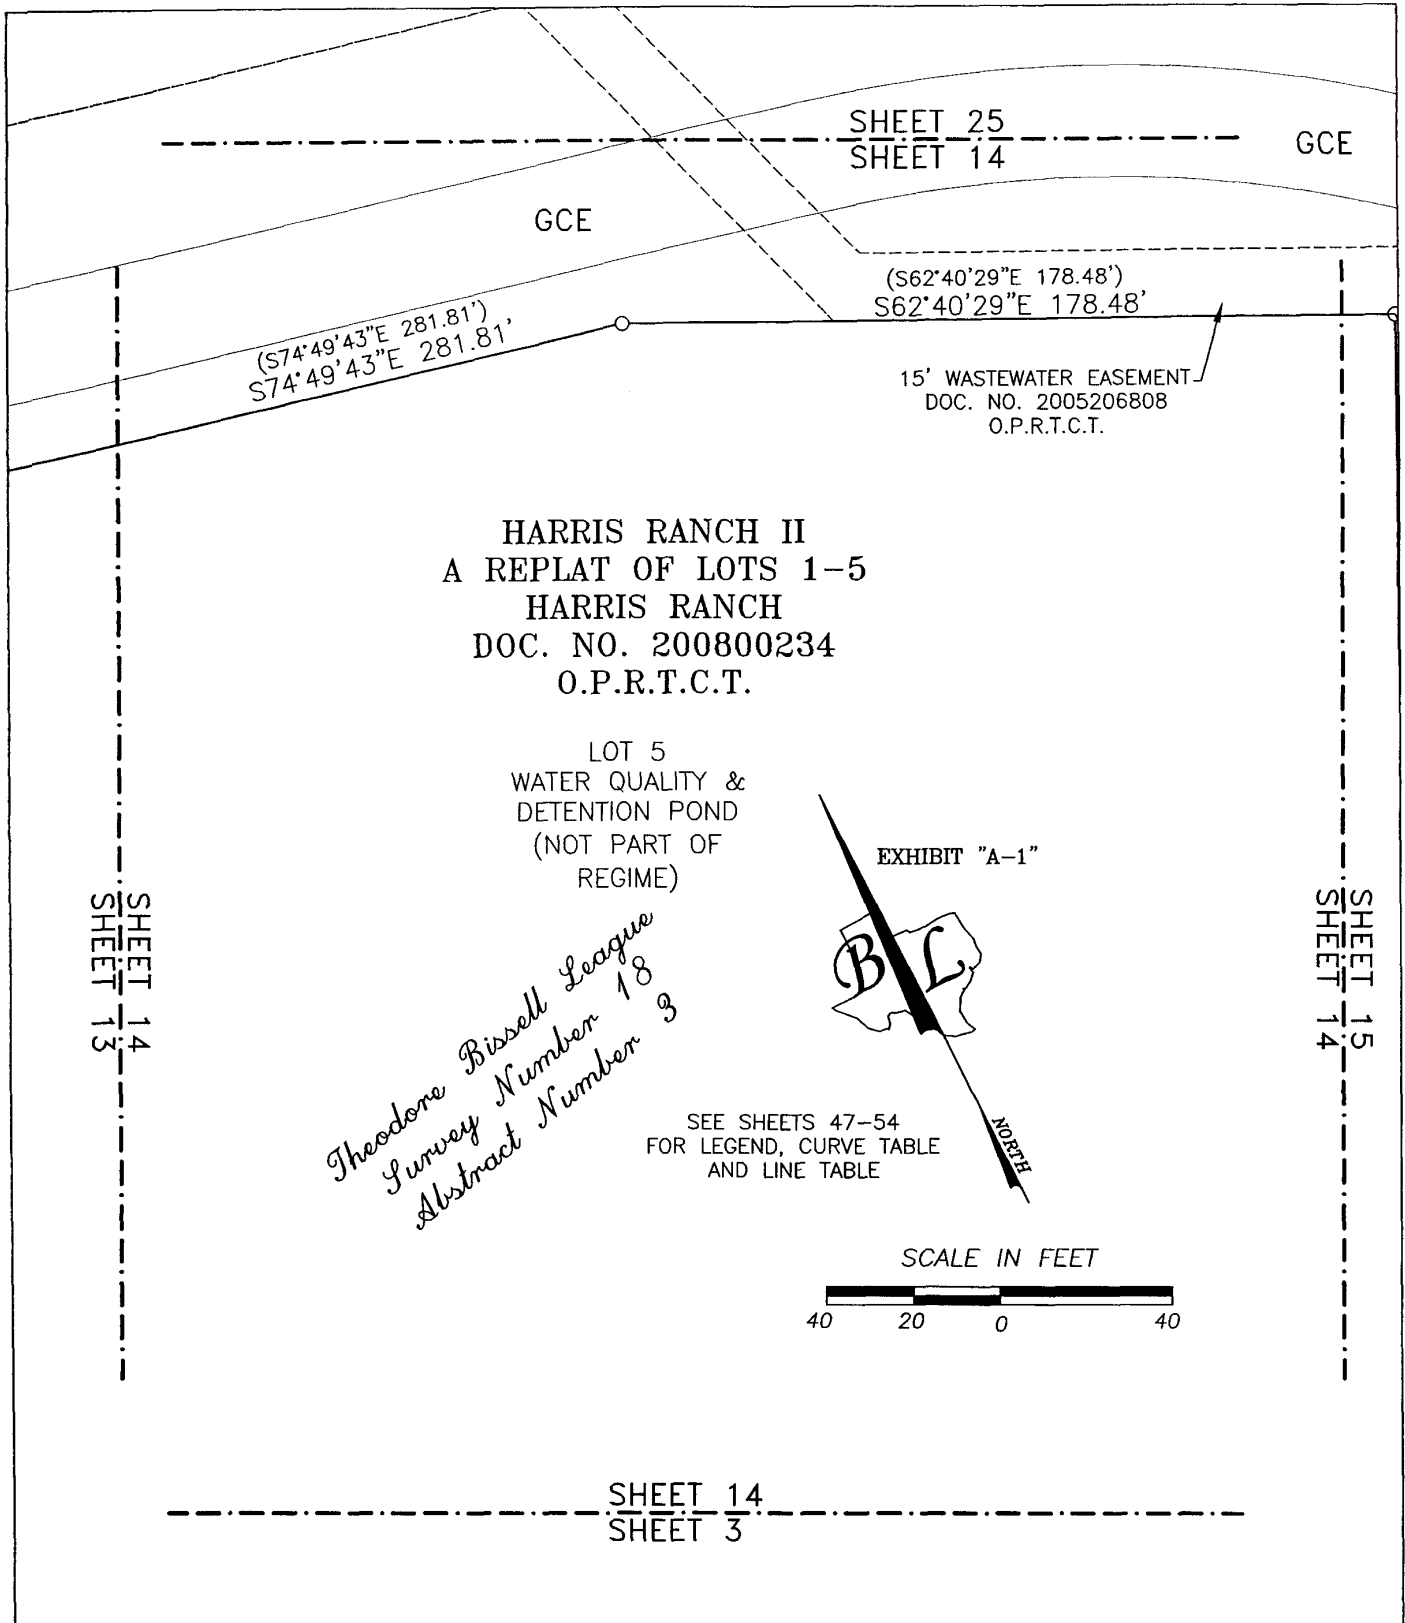 SHEET 25
SHEET 14
GCE
GCE
(S62°40'29"E 178.48')
S62°40'29"E 178.48'
(S74°49'43"E 281.81')
S74°49'43"E 281.81'
15' WASTEWATER EASEMENT
DOC. NO. 2005206808
O.P.R.T.C.T.
HARRIS RANCH II
A REPLAT OF LOTS 1-5
HARRIS RANCH
DOC. NO. 200800234
O.P.R.T.C.T.
LOT 5
WATER QUALITY &
DETENTION POND
(NOT PART OF
REGIME)
EXHIBIT "A-1"
B L
SHEET 14
SHEET 13
SHEET 15
SHEET 14
Theodore Bissell League
Survey Number 18
Abstract Number 3
SEE SHEETS 47-54
FOR LEGEND, CURVE TABLE
AND LINE TABLE
NORTH
SCALE IN FEET
40 20 0 40
SHEET 14
SHEET 3